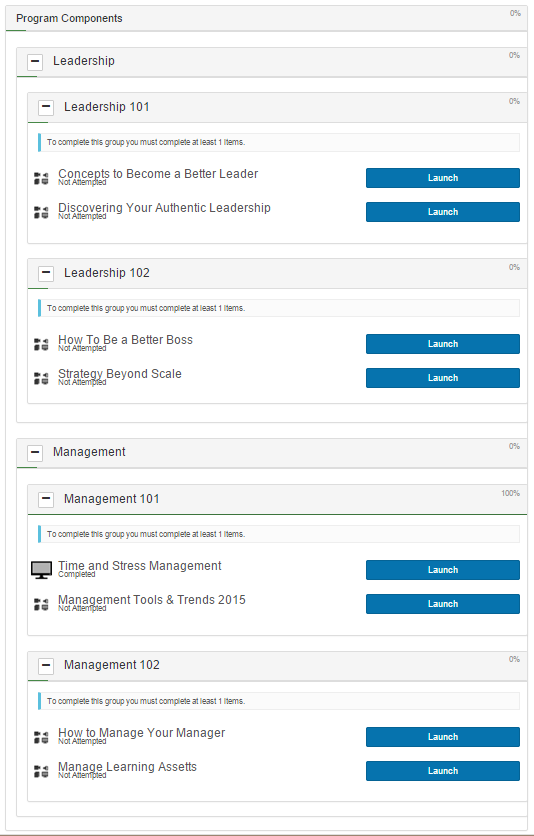 Program Components 0%
Leadership 0%
Leadership 101 0%
To complete this group you must complete at least 1 items.
Concepts to Become a Better Leader
Not Attempted
Launch
Discovering Your Authentic Leadership
Not Attempted
Launch
Leadership 102 0%
To complete this group you must complete at least 1 items.
How To Be a Better Boss
Not Attempted
Launch
Strategy Beyond Scale
Not Attempted
Launch
Management 0%
Management 101 100%
To complete this group you must complete at least 1 items.
Time and Stress Management
Completed
Launch
Management Tools & Trends 2015
Not Attempted
Launch
Management 102 0%
To complete this group you must complete at least 1 items.
How to Manage Your Manager
Not Attempted
Launch
Manage Learning Assetts
Not Attempted
Launch